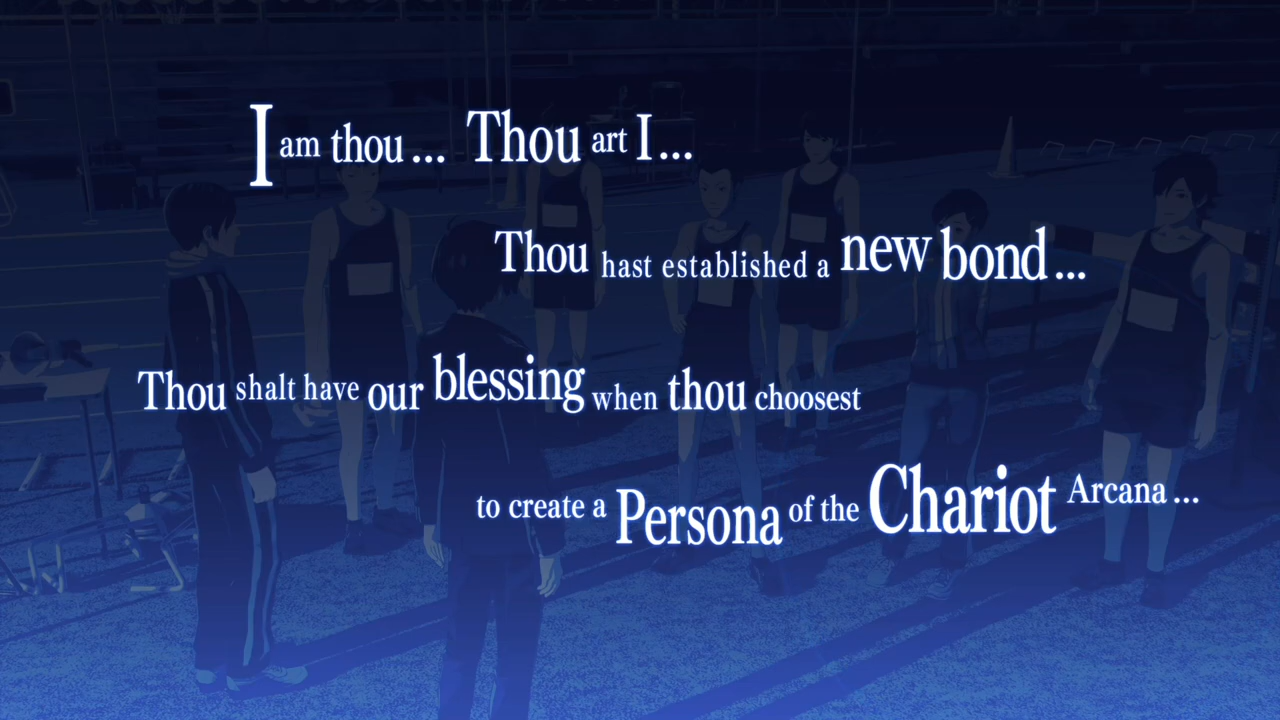 I am thou... Thou art I...
Thou hast established a new bond...
Thou shalt have our blessing when thou choosest
to create a Persona of the Chariot Arcana...